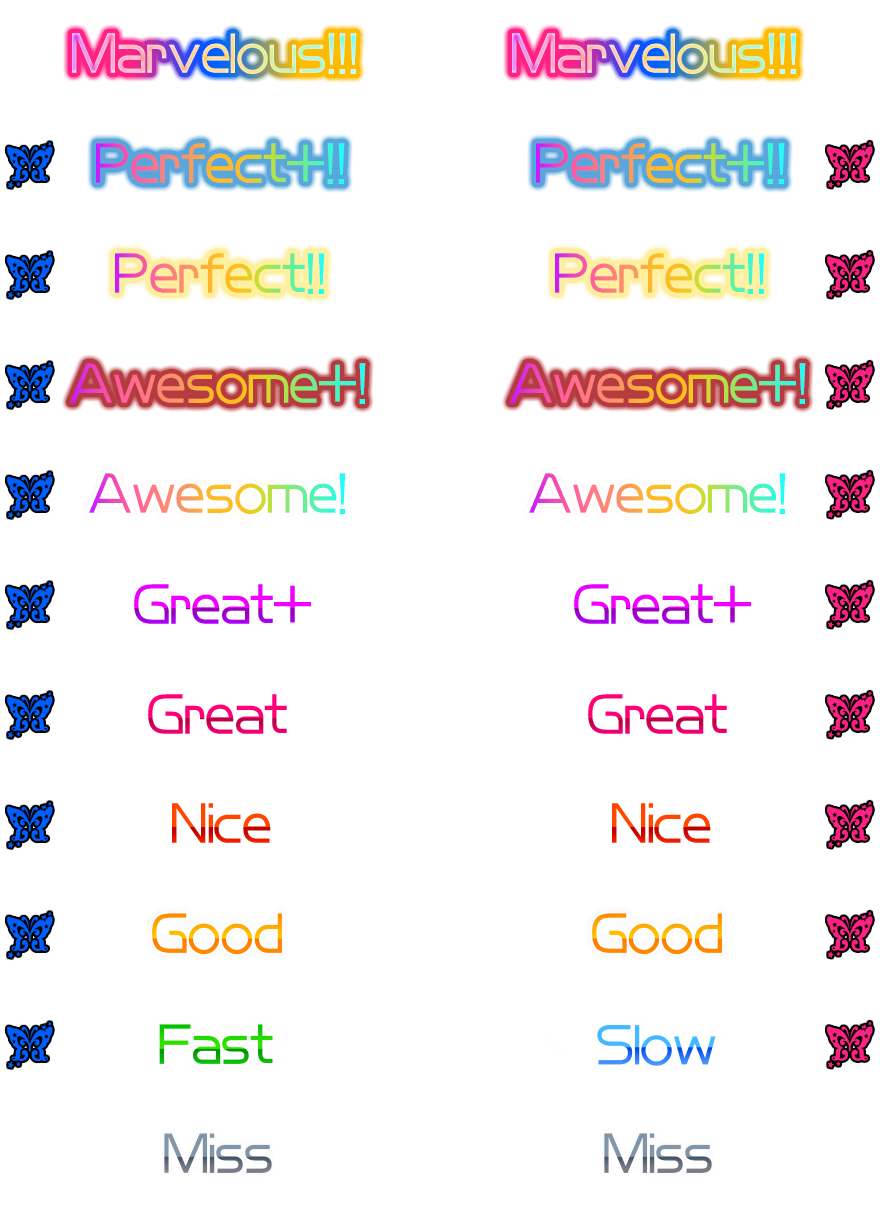 Marvelous!!! Marvelous!!!
Perfect+!! Perfect+!!
Perfect!! Perfect!!
Awesome+! Awesome+!
Awesome! Awesome!
Great+ Great+
Great Great
Nice Nice
Good Good
Fast Slow
Miss Miss